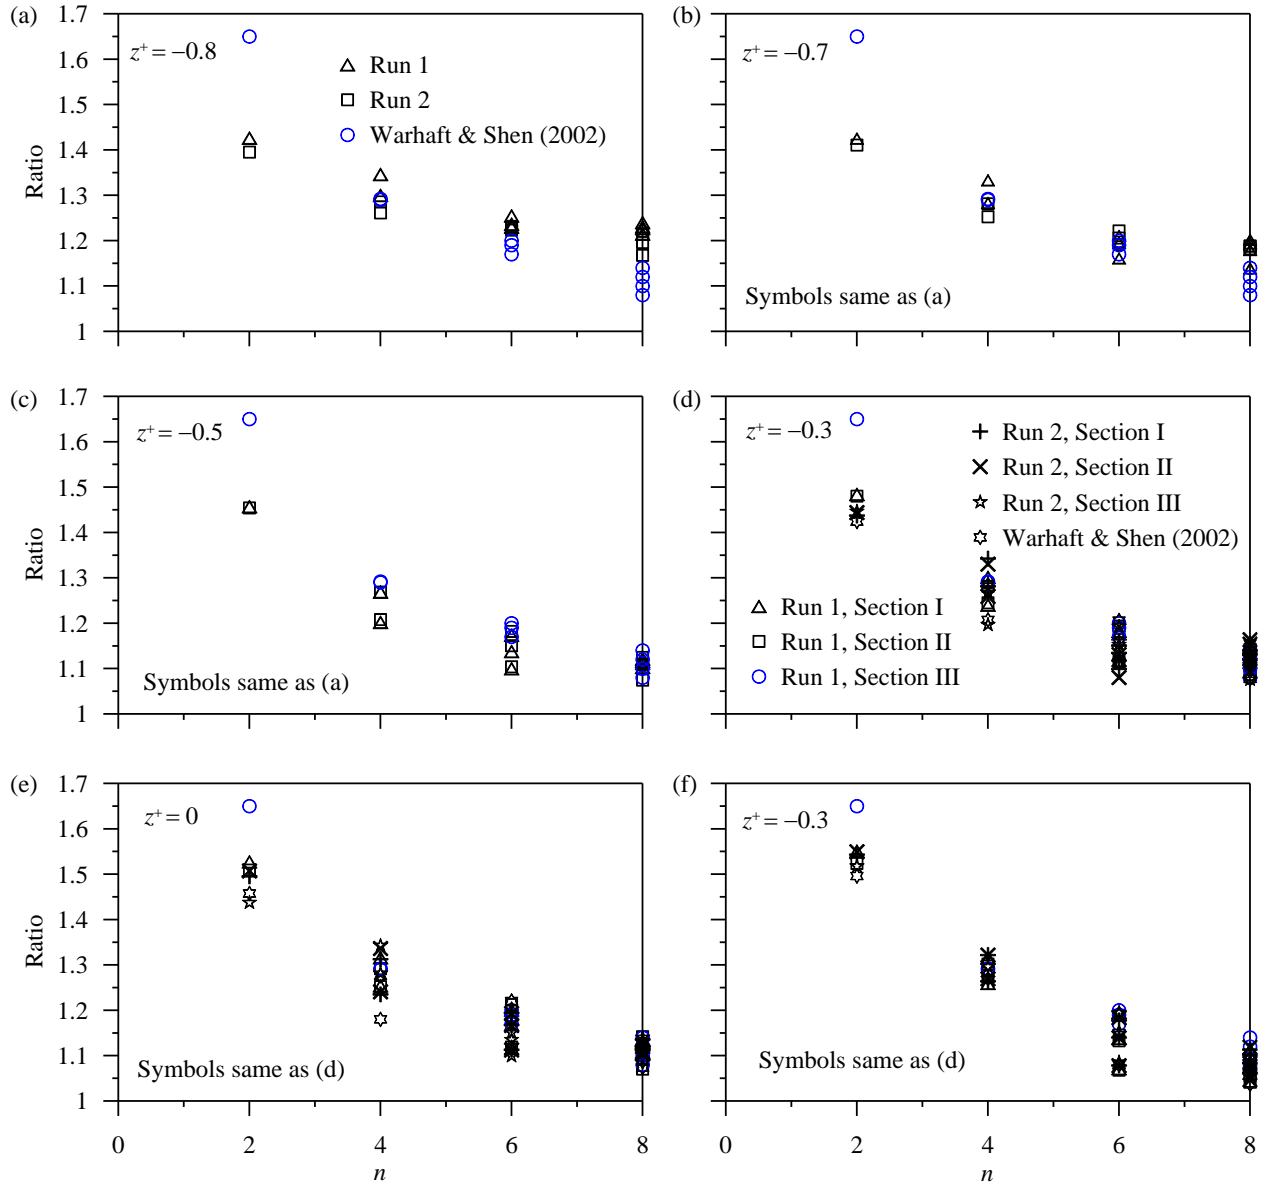 (a)
1.7
1.6
1.5
1.4
1.3
1.2
1.1
1
Ratio
z+ = −0.8
Run 1
Run 2
Warhaft & Shen (2002)
(b)
z+ = −0.7
Symbols same as (a)
(c)
1.7
1.6
1.5
1.4
1.3
1.2
1.1
1
Ratio
z+ = −0.5
Symbols same as (a)
(d)
z+ = −0.3
Run 2, Section I
Run 2, Section II
Run 2, Section III
Warhaft & Shen (2002)
Run 1, Section I
Run 1, Section II
Run 1, Section III
(e)
1.7
1.6
1.5
1.4
1.3
1.2
1.1
1
Ratio
z+ = 0
Symbols same as (d)
0 2 4 6 8
n
(f)
z+ = −0.3
Symbols same as (d)
0 2 4 6 8
n